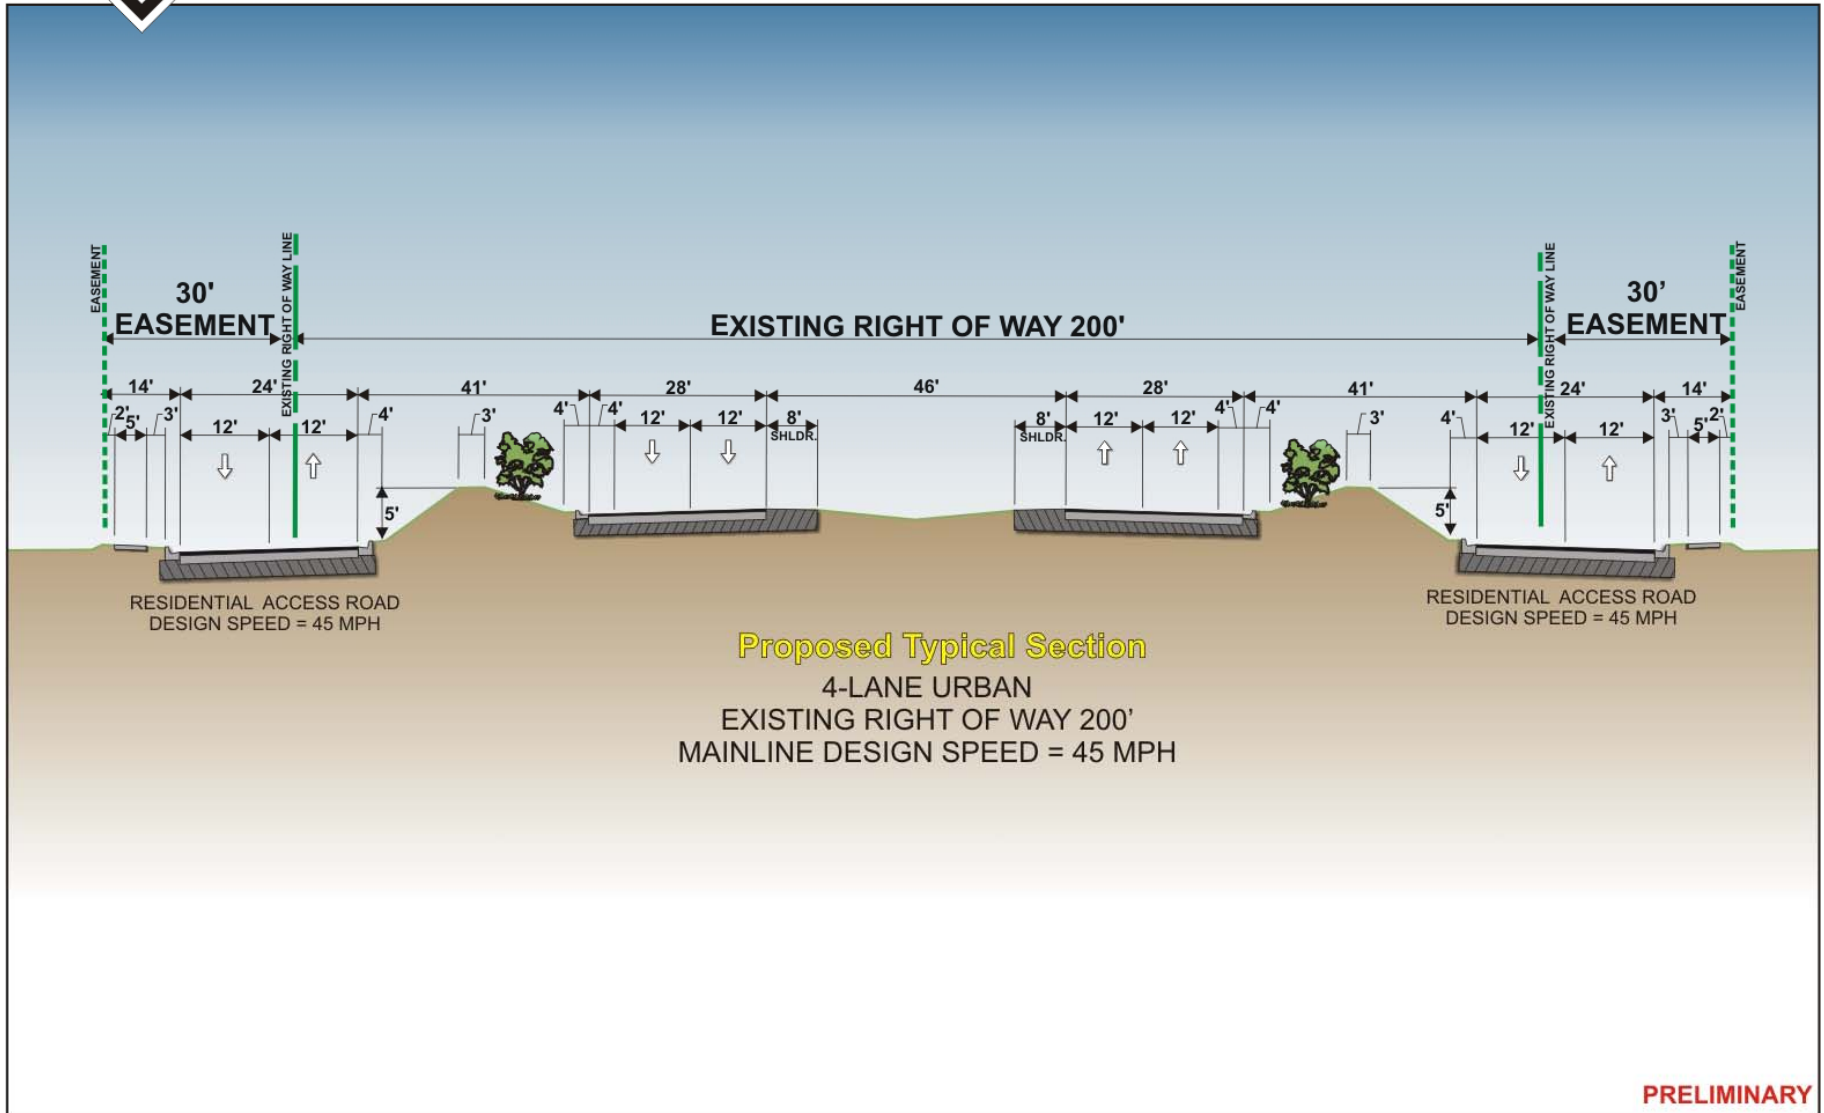 EASEMENT
30'
EASEMENT
EXISTING RIGHT OF WAY LINE
EXISTING RIGHT OF WAY 200'
EXISTING RIGHT OF WAY LINE
30’
EASEMENT
EASEMENT
14' 24' 41' 28' 46' 28' 41' 24' 14'
2' 5' 3' 12' 12' 4' 3' 4' 4' 12' 12' 8' 8' 12' 12' 4' 4' 3' 4' 12' 12' 3' 5' 2'
SHLDR. SHLDR.
5' 5'
RESIDENTIAL ACCESS ROAD
DESIGN SPEED = 45 MPH
RESIDENTIAL ACCESS ROAD
DESIGN SPEED = 45 MPH
Proposed Typical Section
4-LANE URBAN
EXISTING RIGHT OF WAY 200’
MAINLINE DESIGN SPEED = 45 MPH
PRELIMINARY